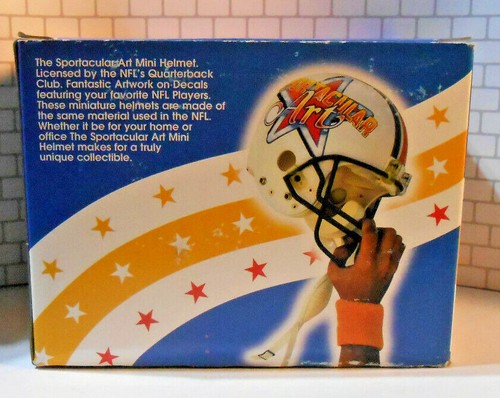 The Sportacular Art Mini Helmet.
Licensed by the NFL's Quarterback
Club. Fantastic Artwork on Decals
featuring your favorite NFL Players.
These miniature helmets are made of
the same material used in the NFL.
Whether it be for your home or
office The Sportacular Art Mini
Helmet makes for a truly
unique collectible.
Art